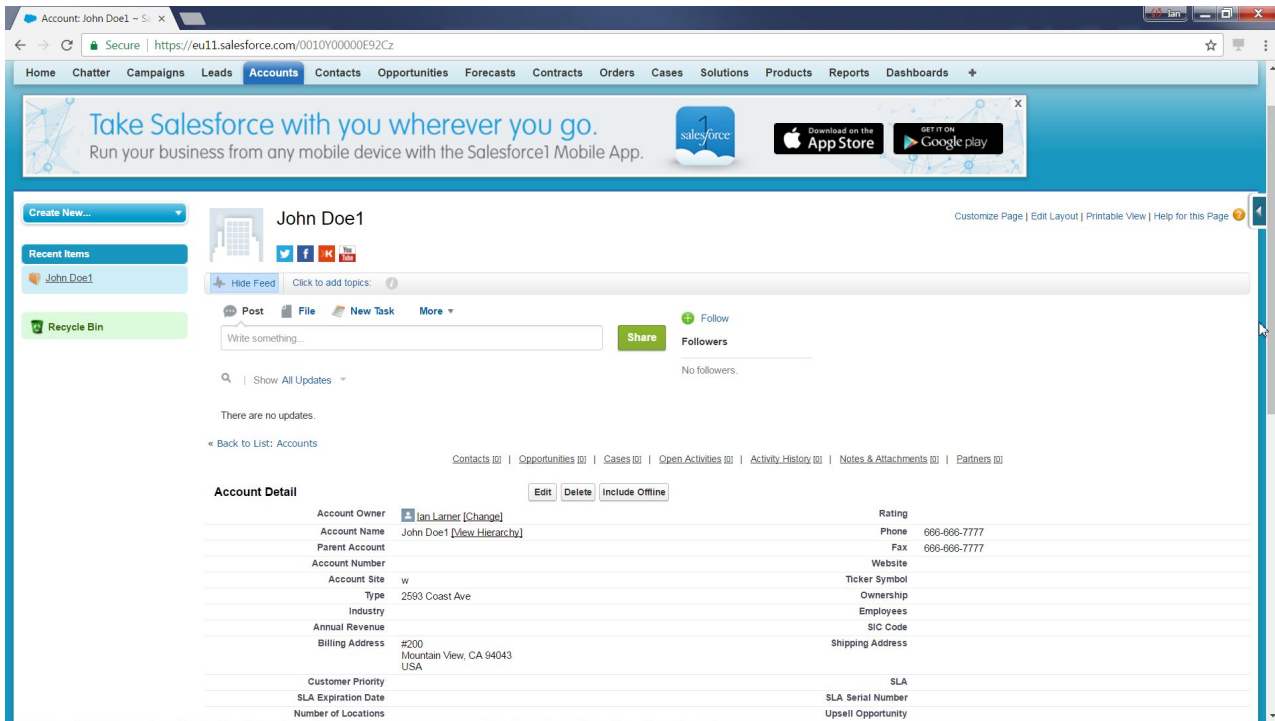 Account: John Doe1 ~ Sa
Ian
Secure | https://eu11.salesforce.com/0010Y00000E92Cz
Home Chatter Campaigns Leads Accounts Contacts Opportunities Forecasts Contracts Orders Cases Solutions Products Reports Dashboards +
Take Salesforce with you wherever you go.
Run your business from any mobile device with the Salesforce1 Mobile App.
salesforce
1
Download on the
App Store
GET IT ON
Google play
X
Create New...
Recent Items
John Doe1
Recycle Bin
John Doe1
Customize Page | Edit Layout | Printable View | Help for this Page ?
f K You Tube
Hide Feed Click to add topics: i
Post File New Task More
Write something...
Share
Follow
Followers
No followers.
Show All Updates
There are no updates.
« Back to List: Accounts
Contacts [0] | Opportunities [0] | Cases [0] | Open Activities [0] | Activity History [0] | Notes & Attachments [0] | Partners [0]
Account Detail Edit Delete Include Offline
Account Owner Ian Larner [Change] Rating
Account Name John Doe1 [View Hierarchy] Phone 666-666-7777
Parent Account Fax 666-666-7777
Account Number Website
Account Site w Ticker Symbol
Type 2593 Coast Ave Ownership
Industry Employees
Annual Revenue SIC Code
Billing Address #200 Shipping Address
Mountain View, CA 94043
USA
Customer Priority SLA
SLA Expiration Date SLA Serial Number
Number of Locations Upsell Opportunity